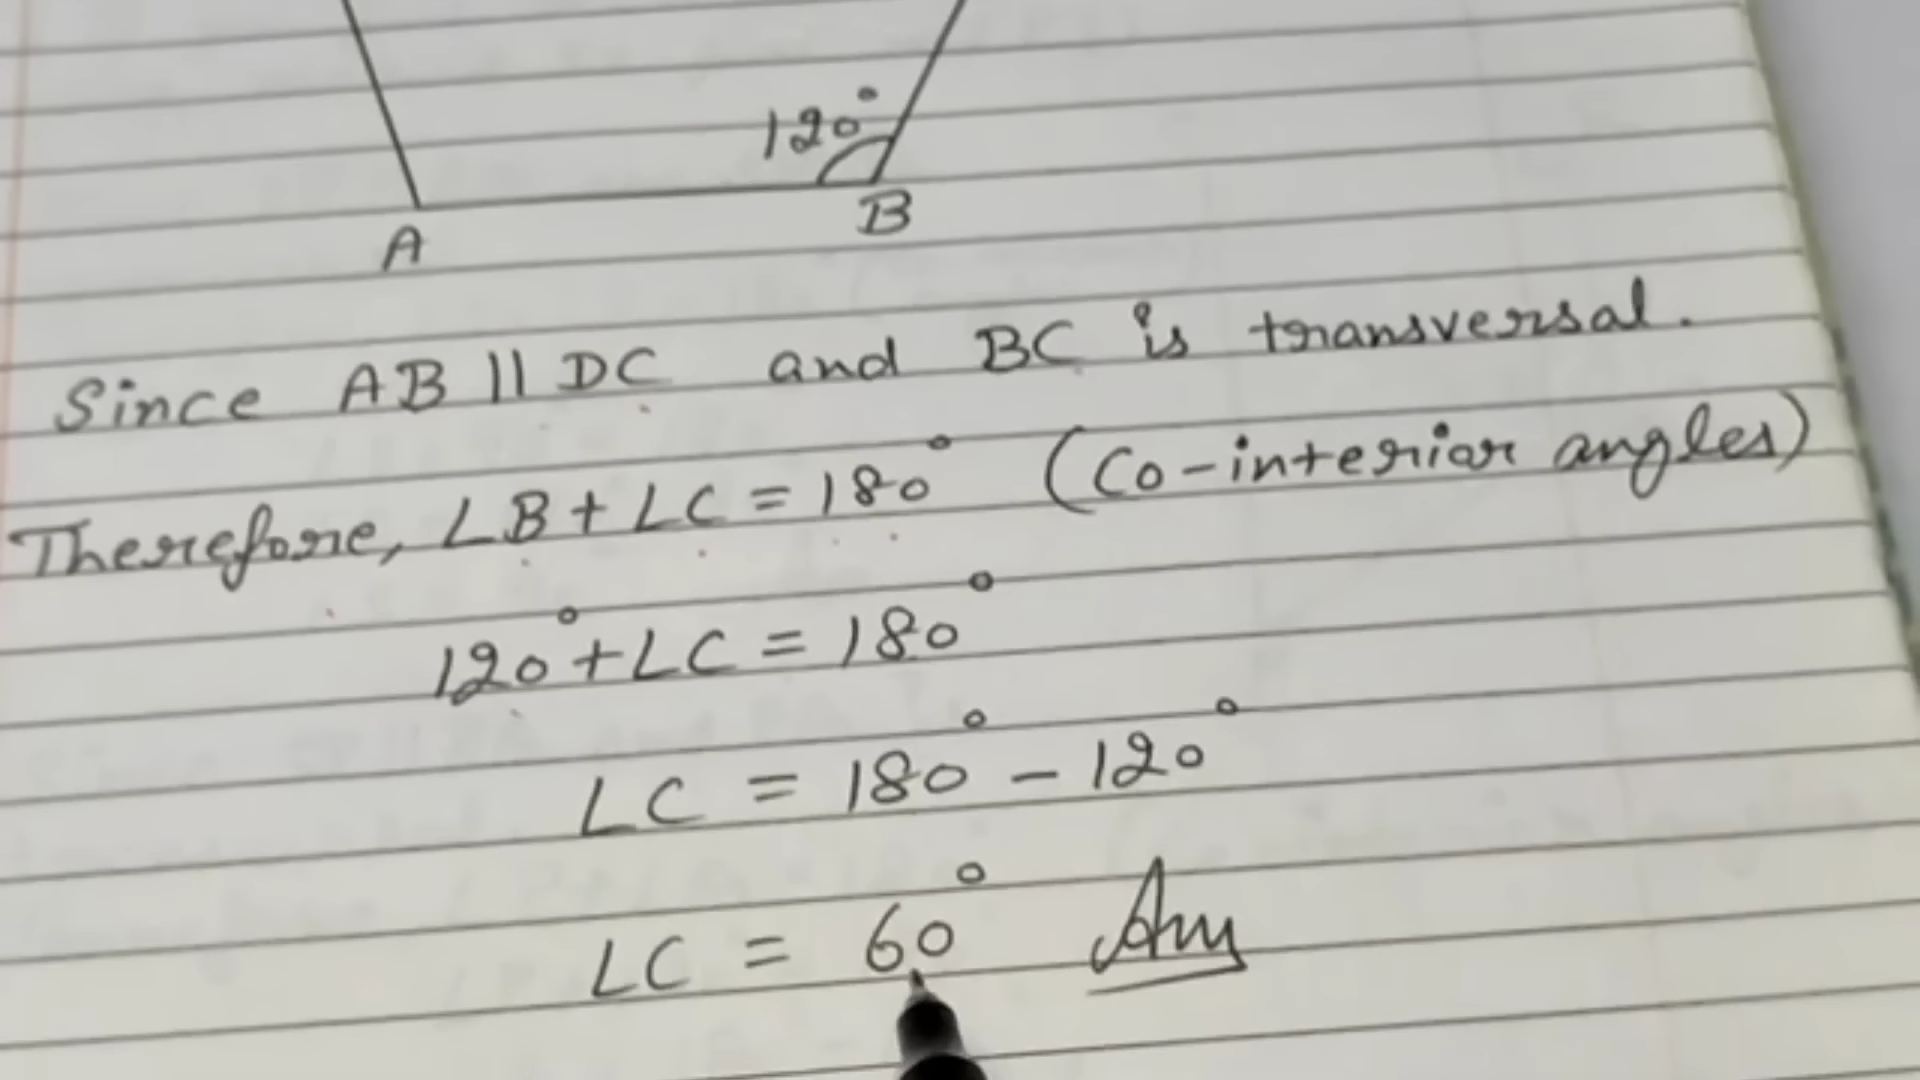 120°
A
B
Since AB || DC and BC is transversal.
Therefore, ∠B + ∠C = 180° (Co-interior angles)
120° + ∠C = 180°
∠C = 180° - 120°
∠C = 60° Ans